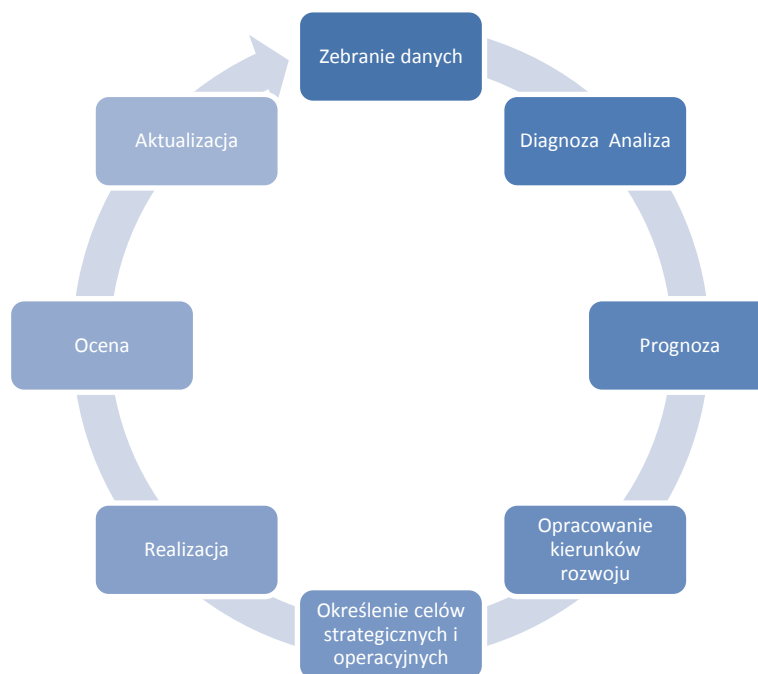 Zebranie danych
Diagnoza  Analiza
Prognoza
Opracowanie
kierunków
rozwoju
Określenie celów
strategicznych i
operacyjnych
Realizacja
Ocena
Aktualizacja